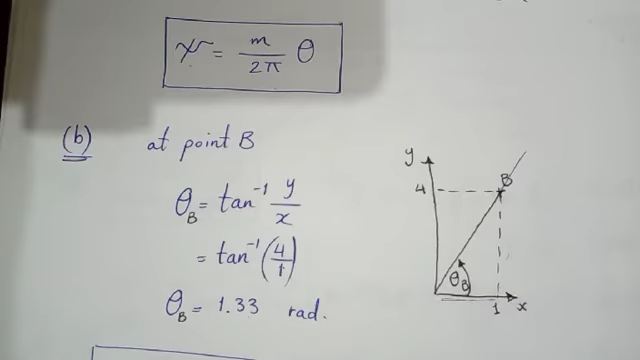 ψ = m/2π θ
(b) at point B
θB = tan⁻¹ y/x
= tan⁻¹ (4/1)
θB = 1.33 rad.
y
4
B
θB
1 x